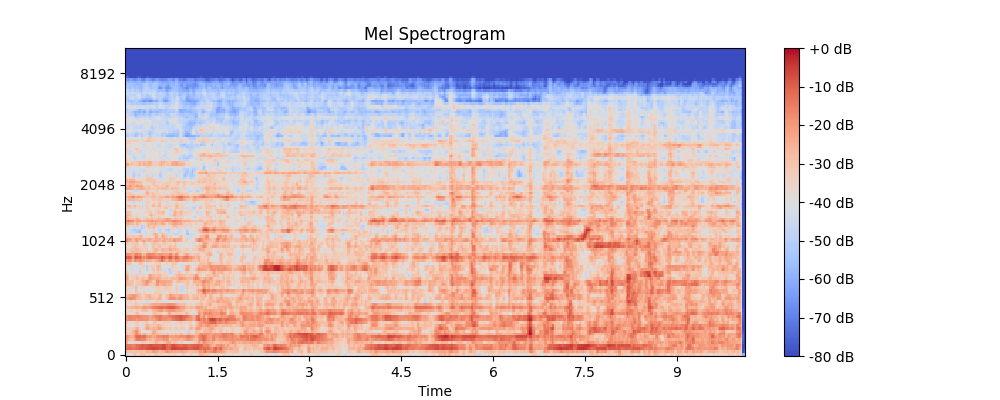 Mel Spectrogram
Hz
8192
4096
2048
1024
512
0
0 1.5 3 4.5 6 7.5 9
Time
+0 dB
-10 dB
-20 dB
-30 dB
-40 dB
-50 dB
-60 dB
-70 dB
-80 dB